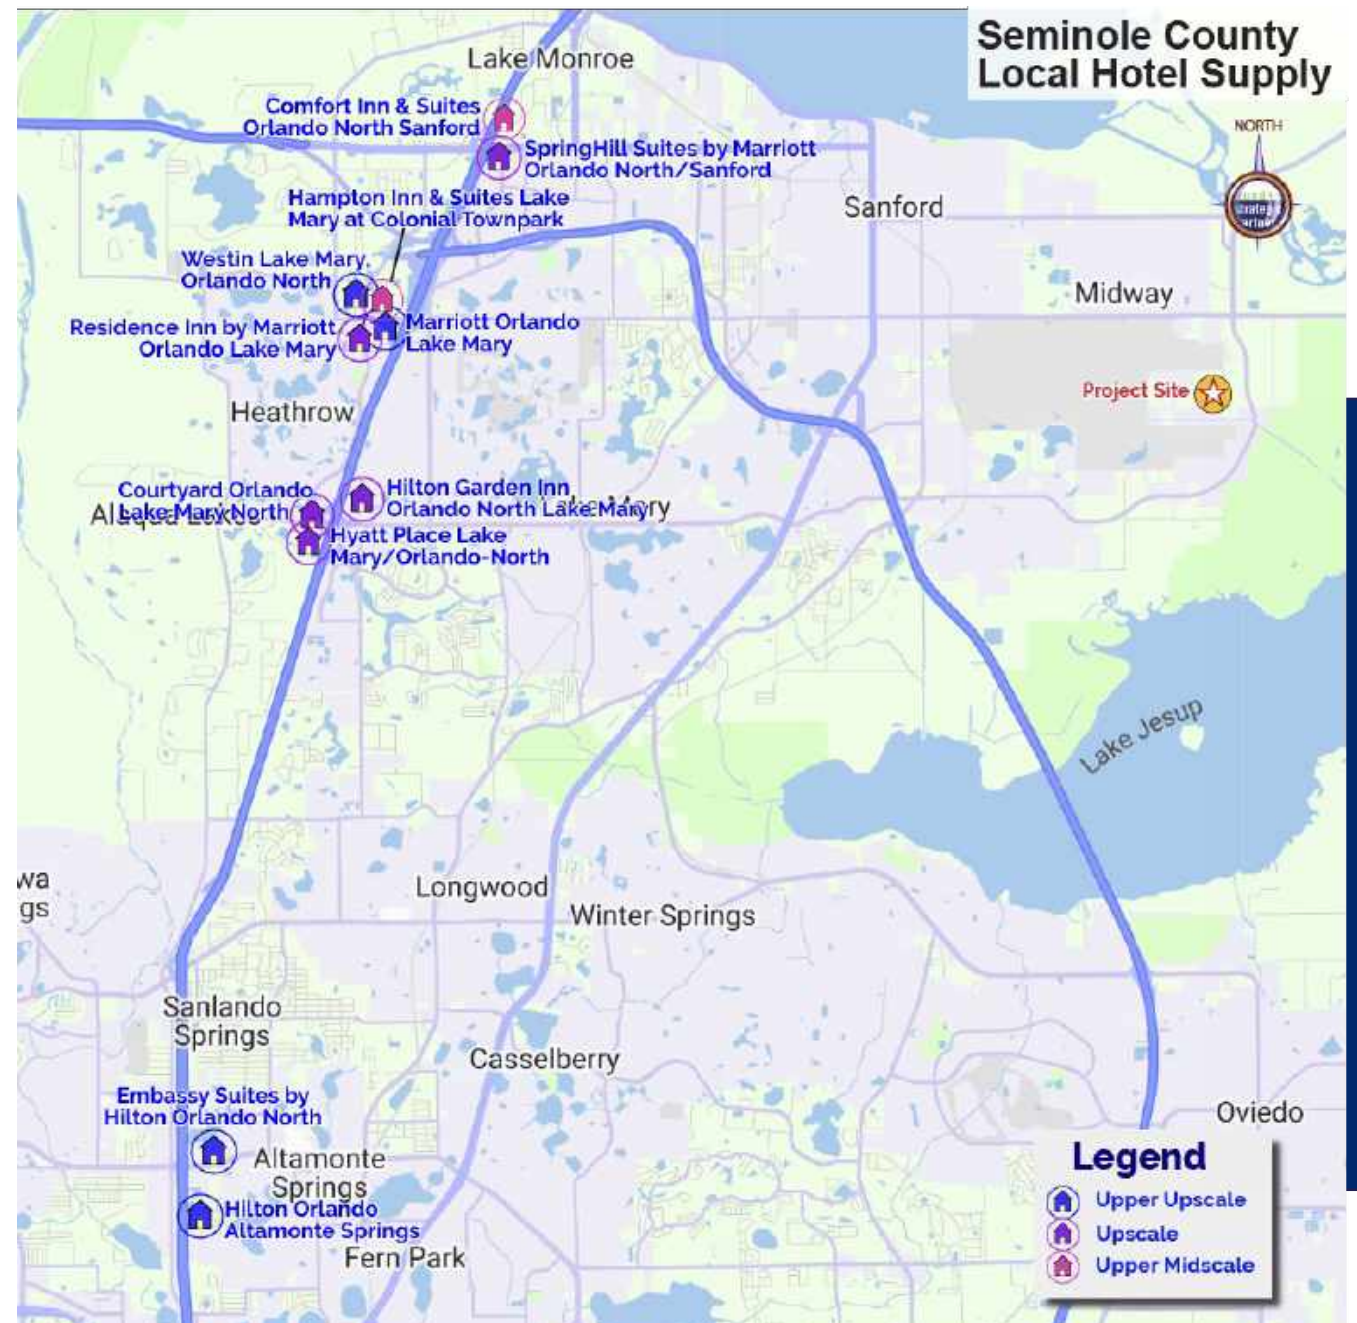 Seminole County
Local Hotel Supply
Lake Monroe
Comfort Inn & Suites
Orlando North Sanford
NORTH
SpringHill Suites by Marriott
Orlando North/Sanford
Hampton Inn & Suites Lake
Mary at Colonial Townpark
Sanford
Westin Lake Mary,
Orlando North
Midway
Residence Inn by Marriott
Orlando Lake Mary
Marriott Orlando
Lake Mary
Project Site
Heathrow
Courtyard Orlando
Lake Mary North
Hilton Garden Inn
Orlando North Lake Mary
Lake Mary
Hyatt Place Lake
Mary/Orlando-North
Lake Jesup
wa
gs
Longwood
Winter Springs
Sanlando
Springs
Casselberry
Embassy Suites by
Hilton Orlando North
Oviedo
Altamonte
Springs
Hilton Orlando
Altamonte Springs
Fern Park
Legend
Upper Upscale
Upscale
Upper Midscale